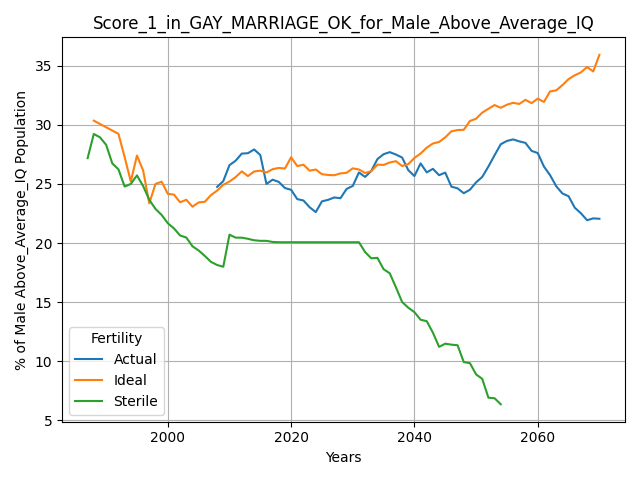 Score_1_in_GAY_MARRIAGE_OK_for_Male_Above_Average_IQ
% of Male Above_Average_IQ Population
35
30
25
20
15
10
5
Fertility
Actual
Ideal
Sterile
2000 2020 2040 2060
Years